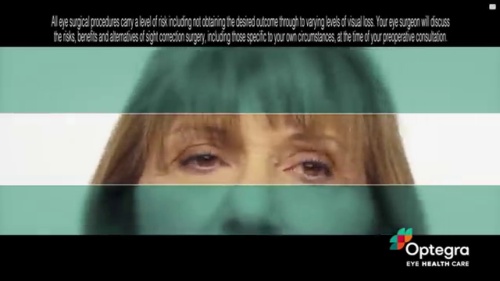 All eye surgical procedures carry a level of risk including not obtaining the desired outcome through to varying levels of visual loss. Your eye surgeon will discuss
the risks, benefits and alternatives of sight correction surgery, including those specific to your own circumstances, at the time of your preoperative consultation.
Optegra
EYE HEALTH CARE